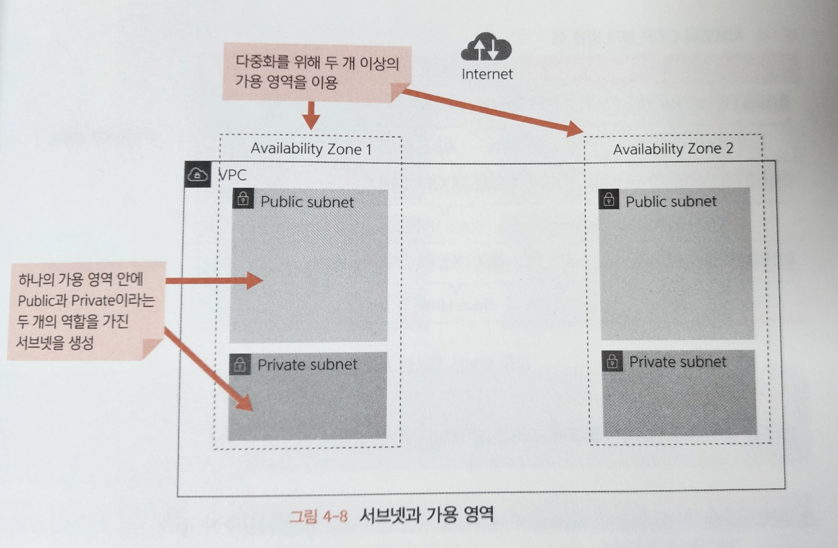 다중화를 위해 두 개 이상의
가용 영역을 이용
Internet
Availability Zone 1
Availability Zone 2
VPC
Public subnet
Public subnet
하나의 가용 영역 안에
Public과 Private이라는
두 개의 역할을 가진
서브넷을 생성
Private subnet
Private subnet
그림 4-8 서브넷과 가용 영역